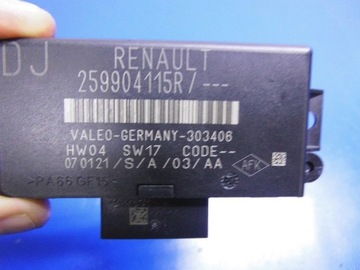 DJ RENAULT
259904115R/---
VALEO-GERMANY-303406
HW04 SW17 CODE--
070121/S/A/03/AA
AFK
>PA66 GF15<